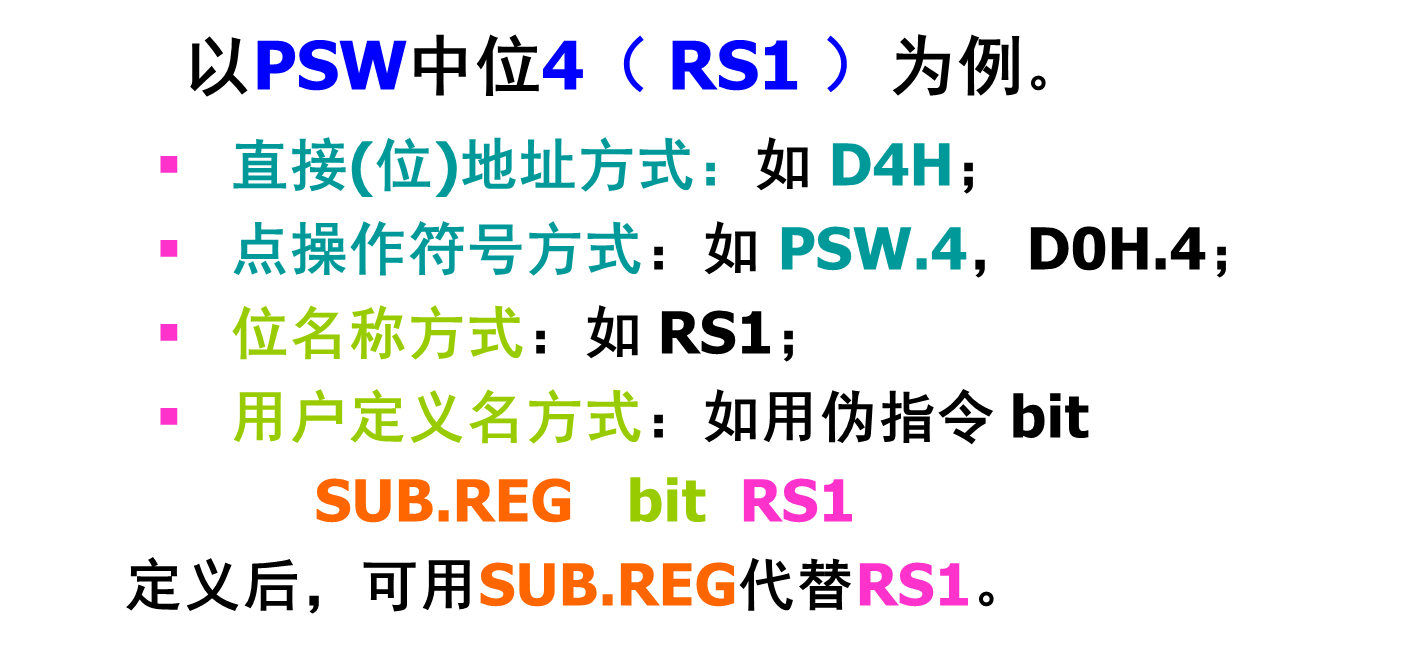 以PSW中位4（ RS1 ）为例。
▪ 直接(位)地址方式：如 D4H；
▪ 点操作符号方式：如 PSW.4，D0H.4；
▪ 位名称方式：如 RS1；
▪ 用户定义名方式：如用伪指令 bit
SUB.REG bit RS1
定义后，可用SUB.REG代替RS1。